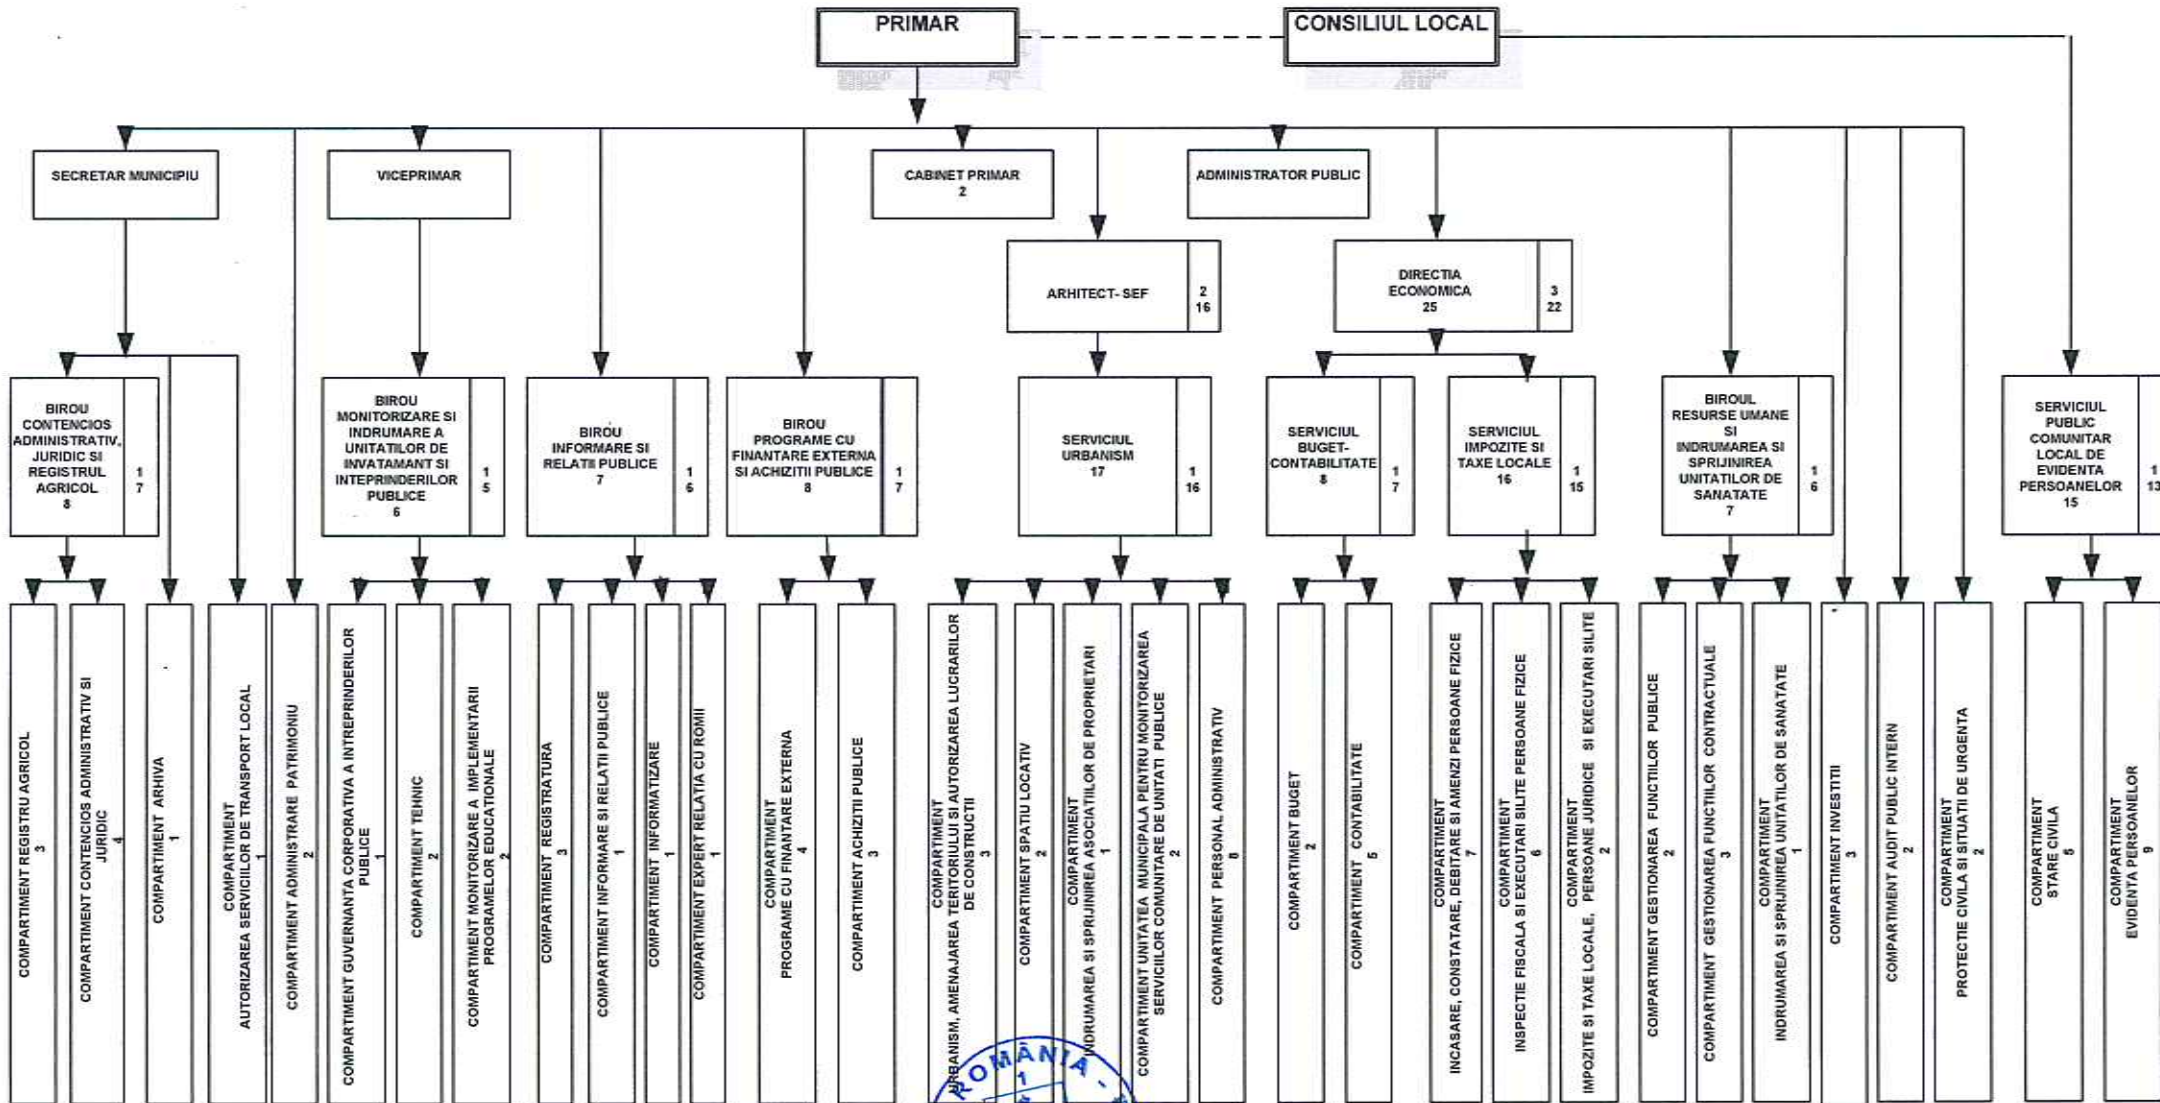 PRIMAR
CONSILIUL LOCAL
SECRETAR MUNICIPIU
VICEPRIMAR
CABINET PRIMAR
2
ADMINISTRATOR PUBLIC
ARHITECT- SEF
2
16
DIRECTIA
ECONOMICA
25
3
22
BIROU
CONTENCIOS
ADMINISTRATIV,
JURIDIC SI
REGISTRUL
AGRICOL
8
1
7
BIROU
MONITORIZARE SI
INDRUMARE A
UNITATILOR DE
INVATAMANT SI
INTEPRINDERILOR
PUBLICE
6
1
5
BIROU
INFORMARE SI
RELATII PUBLICE
7
1
6
BIROU
PROGRAME CU
FINANTARE EXTERNA
SI ACHIZITII PUBLICE
8
1
7
SERVICIUL
URBANISM
17
1
16
SERVICIUL
BUGET-
CONTABILITATE
8
1
7
SERVICIUL
IMPOZITE SI
TAXE LOCALE
16
1
15
BIROUL
RESURSE UMANE
SI
INDRUMAREA SI
SPRIJINIREA
UNITATILOR DE
SANATATE
7
1
6
SERVICIUL
PUBLIC
COMUNITAR
LOCAL DE
EVIDENTA
PERSOANELOR
15
1
13
COMPARTIMENT REGISTRU AGRICOL
3
COMPARTIMENT CONTENCIOS ADMINISTRATIV SI
JURIDIC
4
COMPARTIMENT ARHIVA
1
COMPARTIMENT
AUTORIZAREA SERVICIILOR DE TRANSPORT LOCAL
1
COMPARTIMENT ADMINISTRARE PATRIMONIU
2
COMPARTIMENT GUVERNANTA CORPORATIVA A INTREPRINDERILOR
PUBLICE
1
COMPARTIMENT TEHNIC
2
COMPARTIMENT MONITORIZARE A IMPLEMENTARII
PROGRAMELOR EDUCATIONALE
2
COMPARTIMENT REGISTRATURA
3
COMPARTIMENT INFORMARE SI RELATII PUBLICE
1
COMPARTIMENT INFORMATIZARE
1
COMPARTIMENT EXPERT RELATIA CU ROMII
1
COMPARTIMENT
PROGRAME CU FINANTARE EXTERNA
4
COMPARTIMENT ACHIZITII PUBLICE
3
COMPARTIMENT
URBANISM, AMENAJAREA TERITORIULUI SI AUTORIZAREA LUCRARILOR
DE CONSTRUCTII
3
COMPARTIMENT SPATIU LOCATIV
2
COMPARTIMENT
INDRUMAREA SI SPRIJINIREA ASOCIATIILOR DE PROPRIETARI
1
COMPARTIMENT UNITATEA MUNICIPALA PENTRU MONITORIZAREA
SERVICIILOR COMUNITARE DE UNITATI PUBLICE
2
COMPARTIMENT PERSONAL ADMINISTRATIV
8
COMPARTIMENT BUGET
2
COMPARTIMENT CONTABILITATE
5
COMPARTIMENT
INCASARE, CONSTATARE, DEBITARE SI AMENZI PERSOANE FIZICE
7
COMPARTIMENT
INSPECTIE FISCALA SI EXECUTARI SILITE PERSOANE FIZICE
6
COMPARTIMENT
IMPOZITE SI TAXE LOCALE, PERSOANE JURIDICE SI EXECUTARI SILITE
2
COMPARTIMENT GESTIONAREA FUNCTIILOR PUBLICE
2
COMPARTIMENT GESTIONAREA FUNCTIILOR CONTRACTUALE
3
COMPARTIMENT
INDRUMAREA SI SPRIJINIREA UNITATILOR DE SANATATE
1
COMPARTIMENT INVESTITII
3
COMPARTIMENT AUDIT PUBLIC INTERN
2
COMPARTIMENT
PROTECTIE CIVILA SI SITUATII DE URGENTA
2
COMPARTIMENT
STARE CIVILA
5
COMPARTIMENT
EVIDENTA PERSOANELOR
9
ROMÂNIA -
1